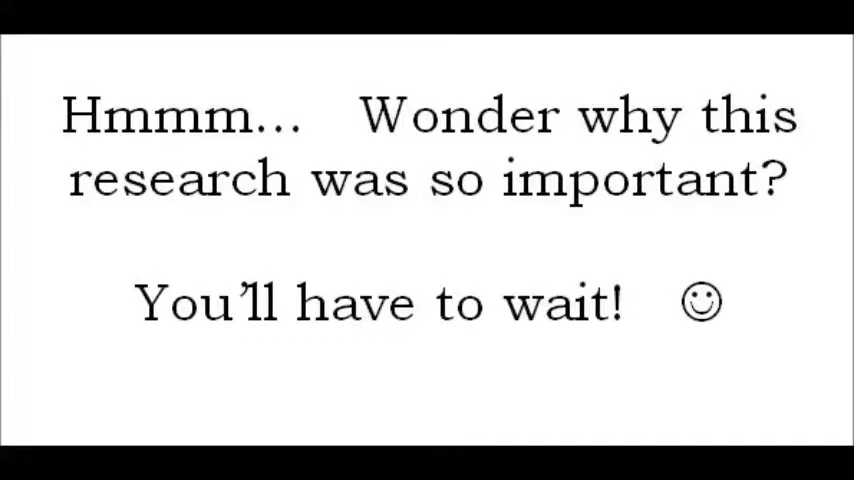 Hmmm... Wonder why this
research was so important?
You'll have to wait! ☺